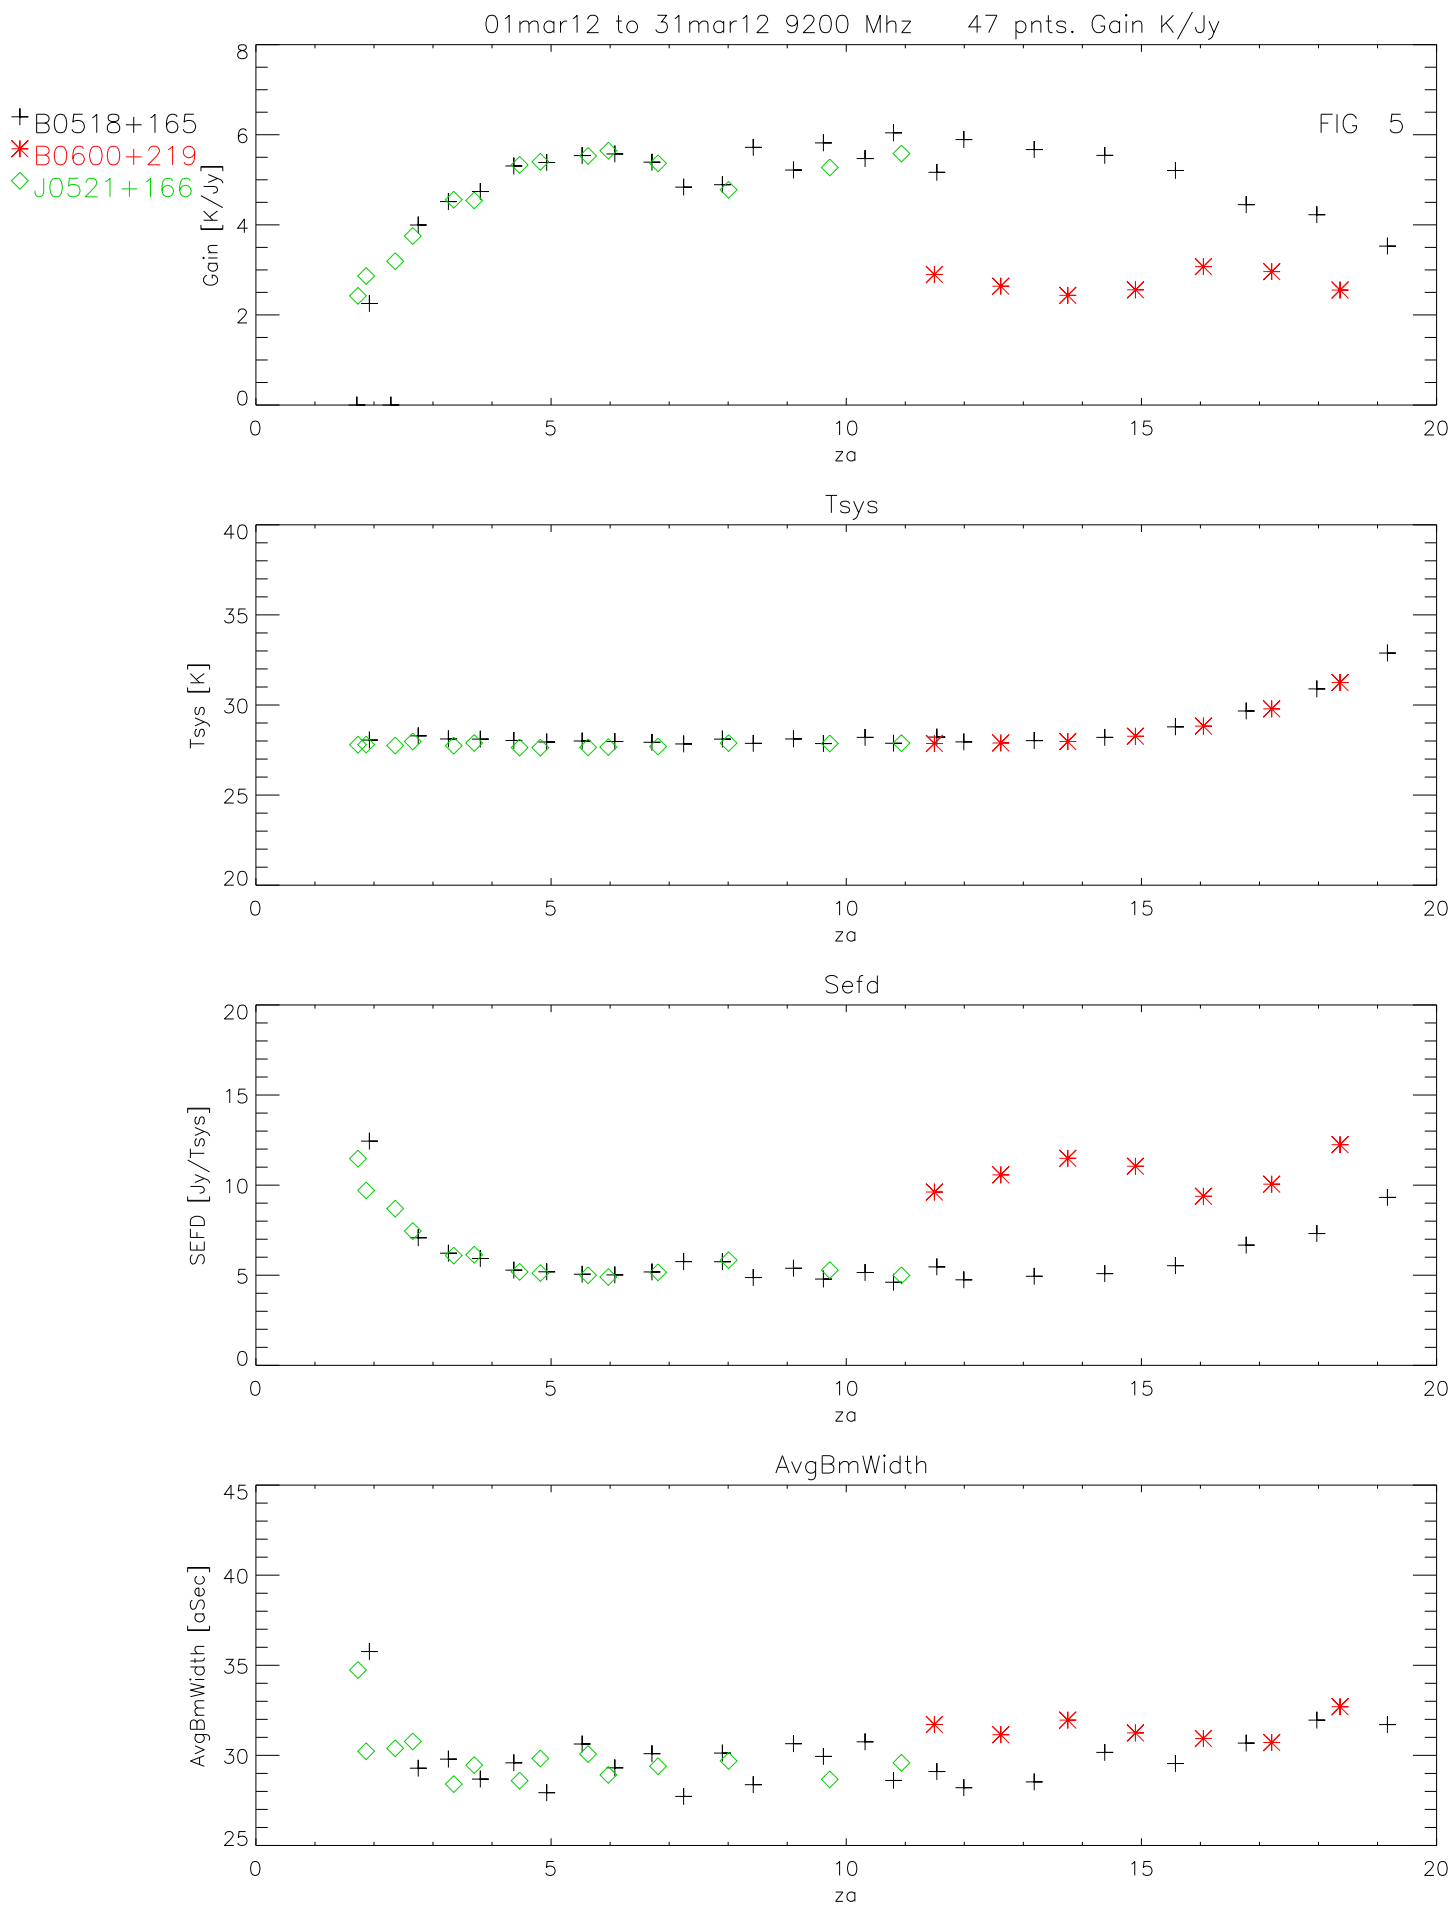 01mar12 to 31mar12 9200 Mhz 47 pnts. Gain K/Jy
B0518+165
B0600+219
J0521+166
FIG 5
Gain [K/Jy]
8
6
4
2
0
0 5 10 15 20
za
Tsys
Tsys [K]
40
35
30
25
20
0 5 10 15 20
za
Sefd
SEFD [Jy/Tsys]
20
15
10
5
0
0 5 10 15 20
za
AvgBmWidth
AvgBmWidth [aSec]
45
40
35
30
25
0 5 10 15 20
za